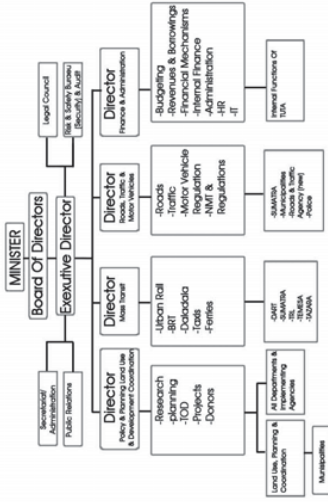 MINISTER
Board Of Directors
Exexutive Director
Secretariat/
Administration
Public Relations
Legal Council
Risk & Safety Buraeu
(Security) & Audit
Director
Policy & Planning Land Use
& Development Coordination
Director
Mass Transit
Director
Roads, Traffic &
Motor Vehicles
Director
Finance & Administration
-Research
-planning
-TOD
-Projects
-Donors
-Urban Rail
-BRT
-Daladala
-Taxis
-Ferries
-Roads
-Traffic
-Motor Vehicle
Regulation
-NMT &
Regulations
-Budgeting
-Revenues & Borrowings
-Financial Mechanisms
-Internal Finance
-Administration
-HR
-IT
Land Use, Planning &
Coordination
All Departments &
Implementing
Agencies
-DART
-SUMATRA
-TRL
-TEMESA
-TAZARA
-SUMATRA
-Municipalities
-Roads & Traffic
Agency (new)
-Police
Internal Functions Of
TUTA
Municipalities